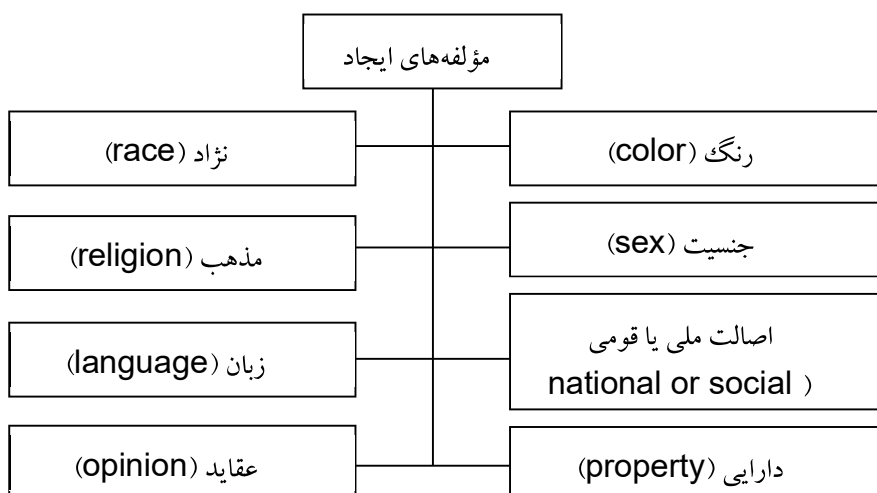 مؤلفه‌های ایجاد
رنگ (color)
نژاد (race)
جنسیت (sex)
مذهب (religion)
اصالت ملی یا قومی
national or social )
زبان (language)
دارایی (property)
عقاید (opinion)